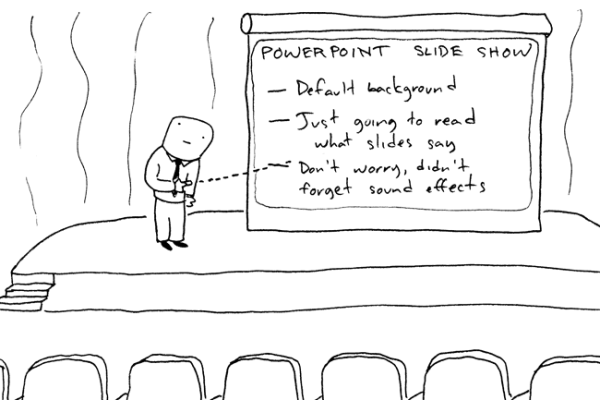 POWERPOINT SLIDE SHOW
— Default background
— Just going to read
what slides say
— Don't worry, didn't
forget sound effects